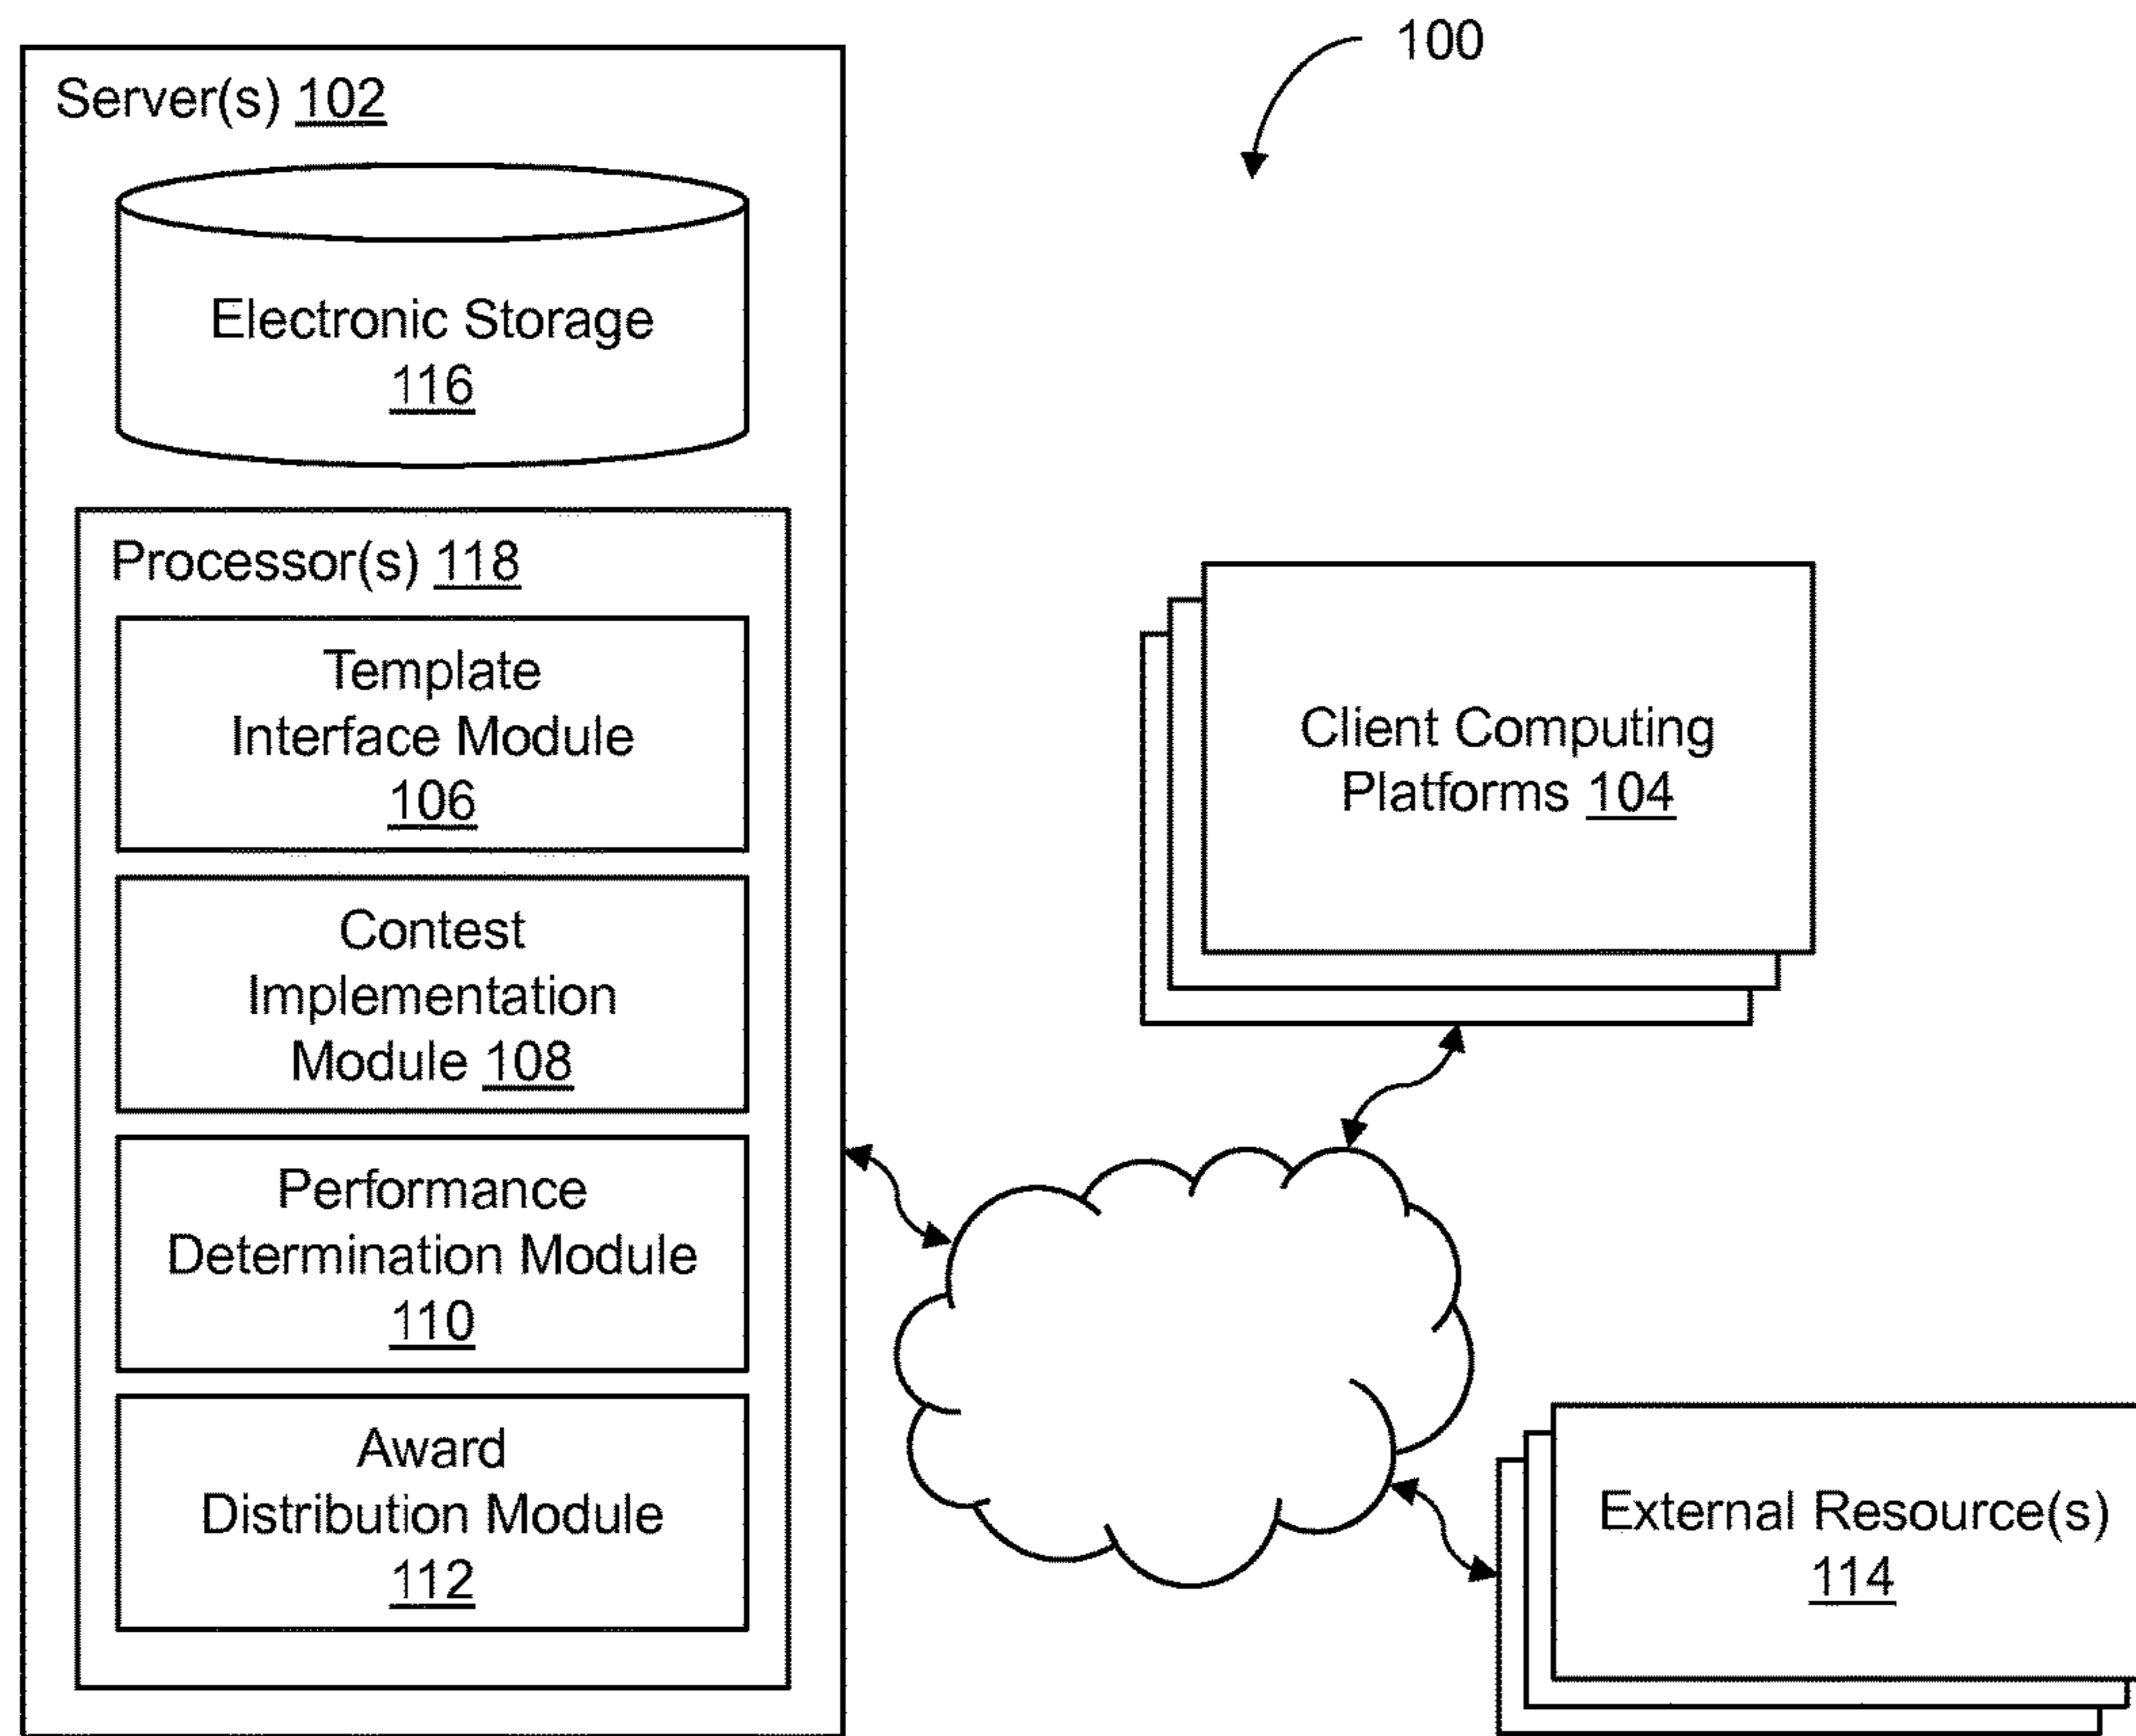 100
Server(s) 102
Electronic Storage
116
Processor(s) 118
Template
Interface Module
106
Contest
Implementation
Module 108
Performance
Determination Module
110
Award
Distribution Module
112
Client Computing
Platforms 104
External Resource(s)
114